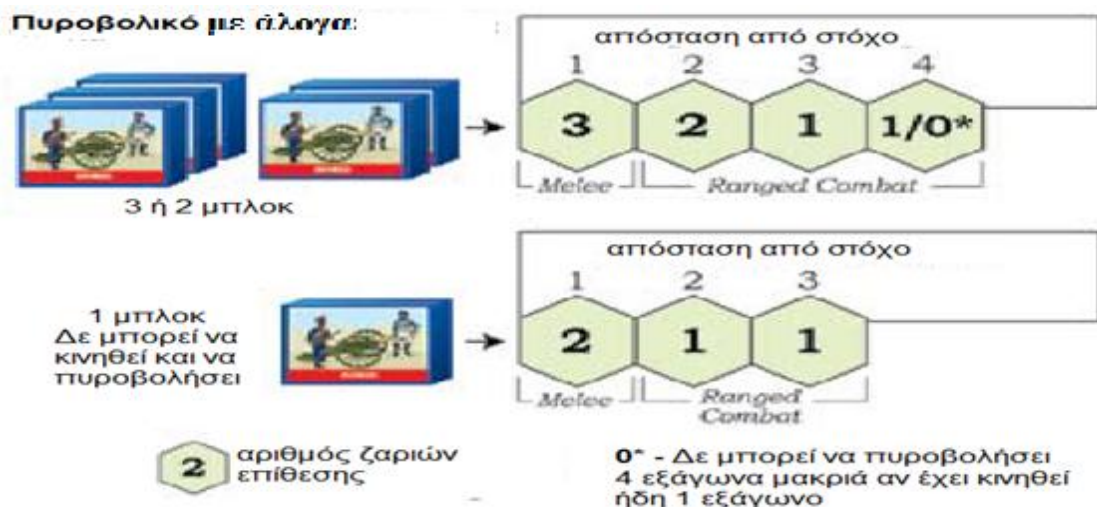 Πυροβολικό με άλογα:
απόσταση από στόχο
1 2 3 4
3 2 1 1/0*
Melee Ranged Combat
3 ή 2 μπλοκ
απόσταση από στόχο
1 2 3
1 μπλοκ
Δε μπορεί να
κινηθεί και να
πυροβολήσει
2 1 1
Melee Ranged
Combat
2 αριθμός ζαριών
επίθεσης
0* - Δε μπορεί να πυροβολήσει
4 εξάγωνα μακριά αν έχει κινηθεί
ήδη 1 εξάγωνο